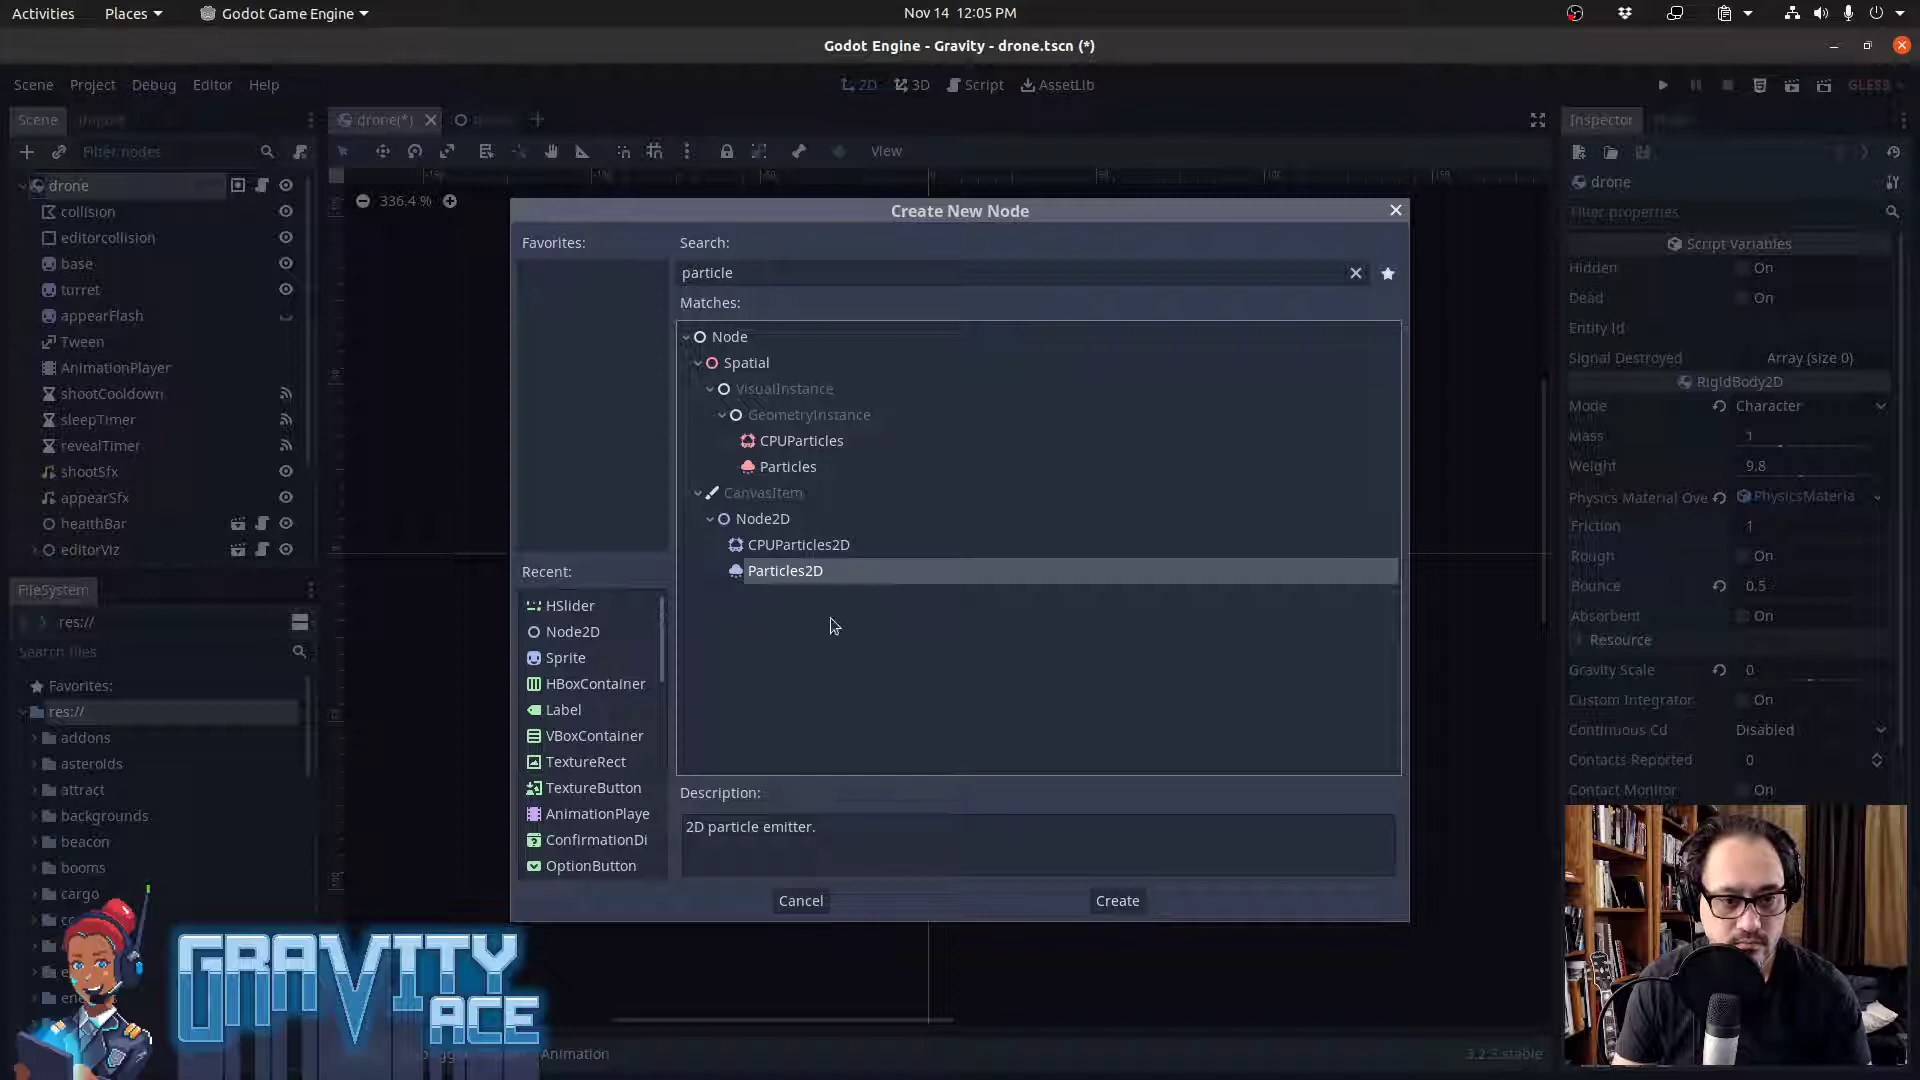 Activities
Places
Godot Game Engine
Nov 14 12:05 PM
Godot Engine - Gravity - drone.tscn (*)
Scene
Project
Debug
Editor
Help
2D
3D
Script
AssetLib
GLES3
Scene
Import
drone(*)
Inspector
Filter nodes
View
drone
collision
editorcollision
base
turret
appearFlash
Tween
AnimationPlayer
shootCooldown
sleepTimer
revealTimer
shootSfx
appearSfx
healthBar
editorViz
336.4 %
FileSystem
res://
Search files
Favorites:
res://
addons
asteroids
attract
backgrounds
beacon
booms
cargo
Create New Node
Favorites:
Search:
particle
Matches:
Node
Spatial
VisualInstance
GeometryInstance
CPUParticles
Particles
CanvasItem
Node2D
CPUParticles2D
Particles2D
Recent:
HSlider
Node2D
Sprite
HBoxContainer
Label
VBoxContainer
TextureRect
TextureButton
AnimationPlaye
ConfirmationDi
OptionButton
Description:
2D particle emitter.
Cancel
Create
drone
Filter properties
Script Variables
Hidden
On
Dead
On
Entity Id
Signal Destroyed
Array (size 0)
RigidBody2D
Mode
Character
Mass
1
Weight
9.8
Physics Material Ove
PhysicsMateria
Friction
1
Rough
On
Bounce
0.5
Absorbent
On
Resource
Gravity Scale
0
Custom Integrator
On
Continuous Cd
Disabled
Contacts Reported
0
Contact Monitor
On
GRAVITY
ACE
Animation
3.2.3.stable